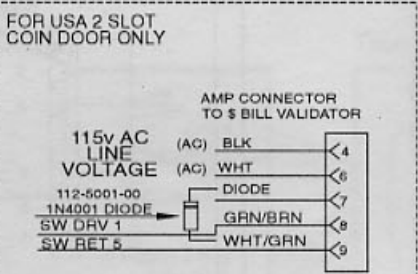 FOR USA 2 SLOT
COIN DOOR ONLY
AMP CONNECTOR
TO $ BILL VALIDATOR
115v AC
LINE
VOLTAGE
(AC) BLK 4
(AC) WHT 6
DIODE 7
112-5001-00
1N4001 DIODE
SW DRV 1 GRN/BRN 8
SW RET 5 WHT/GRN 9